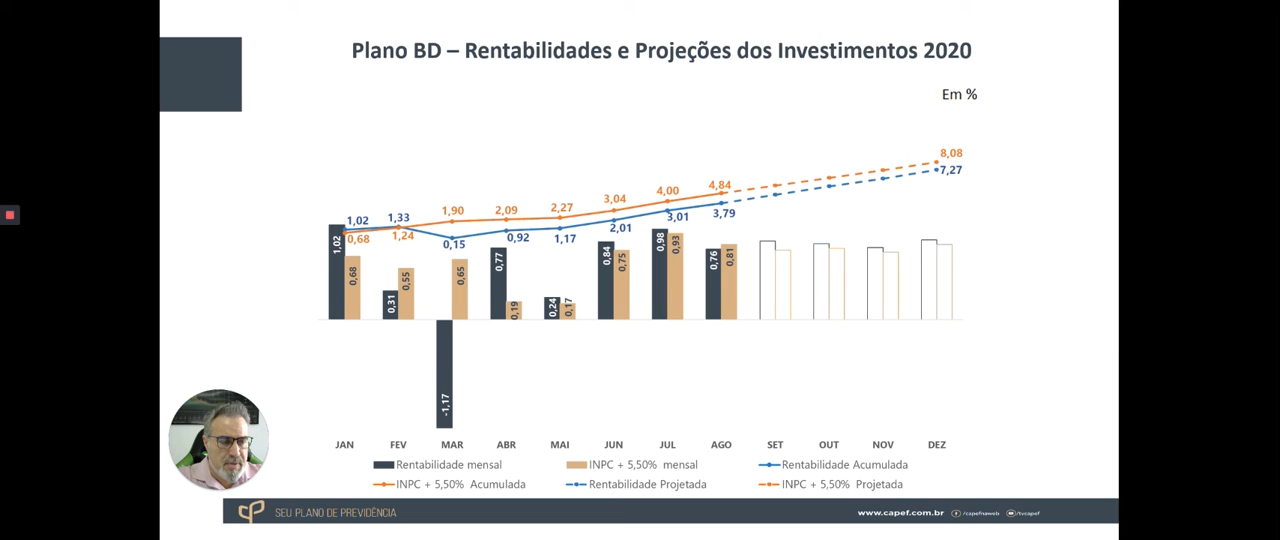 Plano BD – Rentabilidades e Projeções dos Investimentos 2020
Em %
8,08
7,27
1,02 1,33 1,90 2,09 2,27 3,04 4,00 4,84
0,68 1,24 0,15 0,92 1,17 2,01 3,01 3,79
1,02 0,68 0,31 0,55 -1,17 0,65 0,77 0,19 0,24 0,17 0,84 0,75 0,98 0,93 0,76 0,81
JAN FEV MAR ABR MAI JUN JUL AGO SET OUT NOV DEZ
Rentabilidade mensal INPC + 5,50% mensal Rentabilidade Acumulada
INPC + 5,50% Acumulada Rentabilidade Projetada INPC + 5,50% Projetada
SEU PLANO DE PREVIDÊNCIA www.capef.com.br /capefnaweb /tvcapef